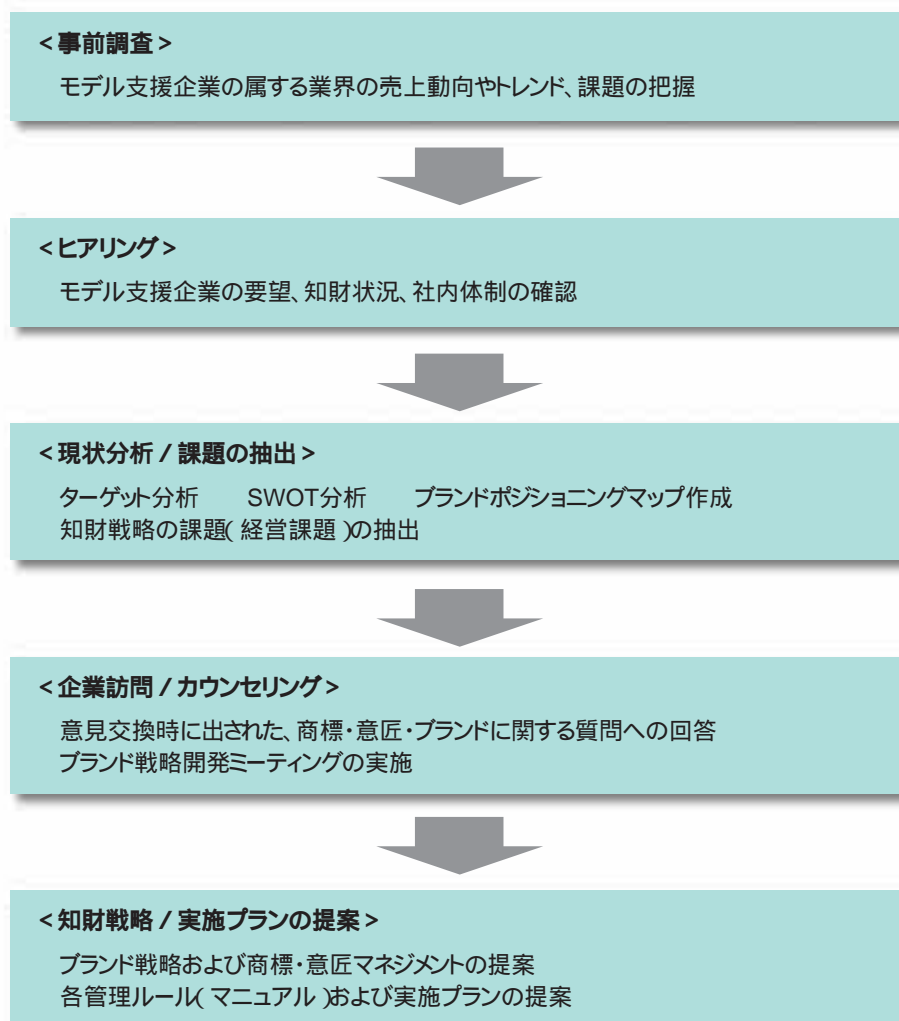 <事前調査>
モデル支援企業の属する業界の売上動向やトレンド、課題の把握
<ヒアリング>
モデル支援企業の要望、知財状況、社内体制の確認
<現状分析/課題の抽出>
ターゲット分析　SWOT分析　ブランドポジショニングマップ作成
知財戦略の課題(経営課題)の抽出
<企業訪問/カウンセリング>
意見交換時に出された、商標・意匠・ブランドに関する質問への回答
ブランド戦略開発ミーティングの実施
<知財戦略/実施プランの提案>
ブランド戦略および商標・意匠マネジメントの提案
各管理ルール(マニュアル)および実施プランの提案